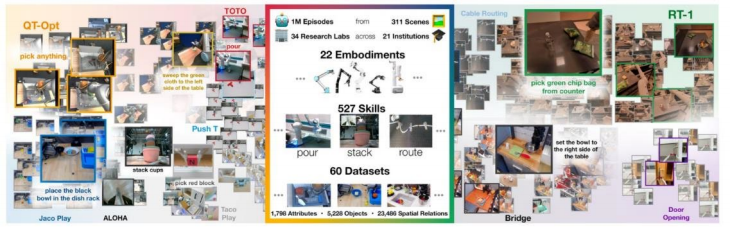 QT-Opt
pick anything
TOTO
pour
sweep the green
cloth to the left
side of the table
Push T
place the black
bowl in the dish rack
stack cups
pick red block
Jaco Play
ALOHA
Taco
Play
1M Episodes from 311 Scenes
34 Research Labs across 21 Institutions
22 Embodiments
527 Skills
pour
stack
route
60 Datasets
1,798 Attributes • 5,228 Objects • 23,486 Spatial Relations
Cable Routing
RT-1
pick green chip bag
from counter
set the bowl to
the right side of
the table
Bridge
Door
Opening